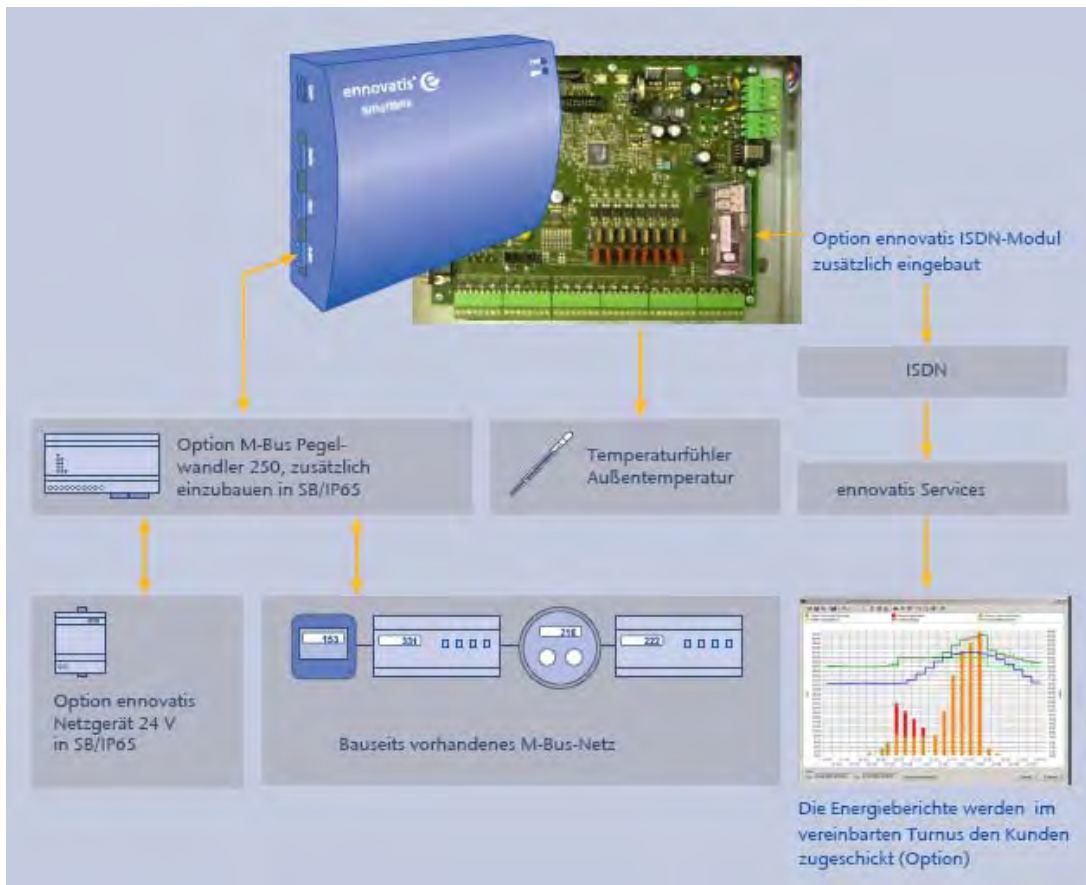 ennovatis
smartbox
Option ennovatis ISDN-Modul
zusätzlich eingebaut
ISDN
Option M-Bus Pegel-
wandler 250, zusätzlich
einzubauen in SB/IP65
Temperaturfühler
Außentemperatur
ennovatis Services
153
331
218
222
Option ennovatis
Netzgerät 24 V
in SB/IP65
Bauseits vorhandenes M-Bus-Netz
Die Energieberichte werden im
vereinbarten Turnus den Kunden
zugeschickt (Option)